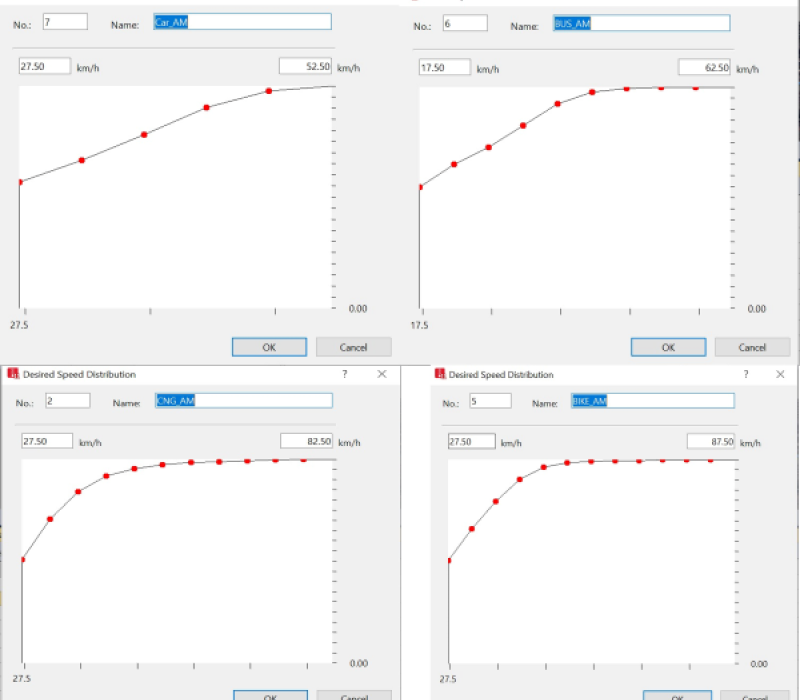 No.: 7 Name: Car_AM
27.50 km/h 52.50 km/h
0.00
27.5
OK Cancel
No.: 6 Name: BUS_AM
17.50 km/h 62.50 km/h
0.00
17.5
OK Cancel
Desired Speed Distribution ? ×
No.: 2 Name: CNG_AM
27.50 km/h 82.50 km/h
0.00
27.5
OK Cancel
Desired Speed Distribution ? ×
No.: 5 Name: BIKE_AM
27.50 km/h 87.50 km/h
0.00
27.5
OK Cancel